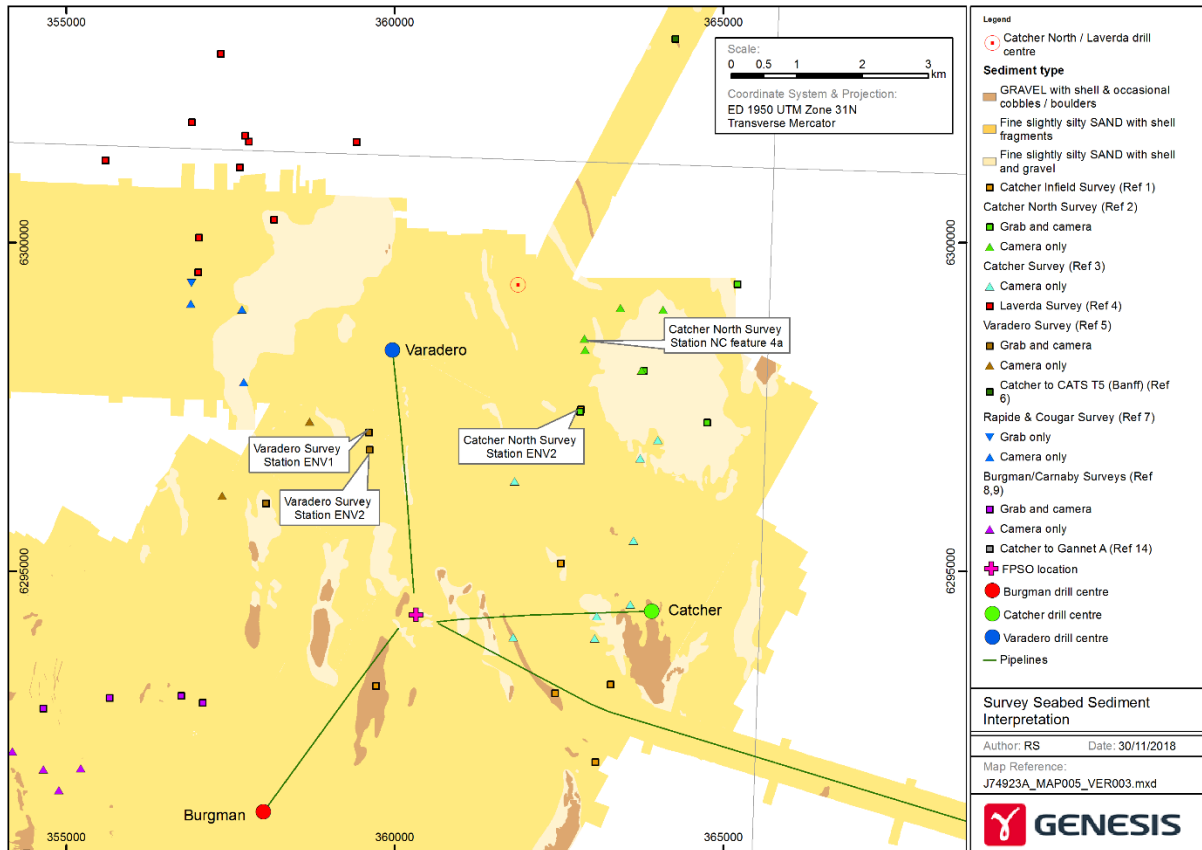 355000
360000
365000
Scale:
0 0.5 1 2 3
km
Coordinate System & Projection:
ED 1950 UTM Zone 31N
Transverse Mercator
6300000
6300000
Catcher North Survey
Station NC feature 4a
Varadero
Varadero Survey
Station ENV1
Catcher North Survey
Station ENV2
Varadero Survey
Station ENV2
6295000
6295000
Catcher
Burgman
355000
360000
365000
Legend
Catcher North / Laverda drill
centre
Sediment type
GRAVEL with shell & occasional
cobbles / boulders
Fine slightly silty SAND with shell
fragments
Fine slightly silty SAND with shell
and gravel
Catcher Infield Survey (Ref 1)
Catcher North Survey (Ref 2)
Grab and camera
Camera only
Catcher Survey (Ref 3)
Camera only
Laverda Survey (Ref 4)
Varadero Survey (Ref 5)
Grab and camera
Camera only
Catcher to CATS T5 (Banff) (Ref
6)
Rapide & Cougar Survey (Ref 7)
Grab only
Camera only
Burgman/Carnaby Surveys (Ref
8,9)
Grab and camera
Camera only
Catcher to Gannet A (Ref 14)
FPSO location
Burgman drill centre
Catcher drill centre
Varadero drill centre
Pipelines
Survey Seabed Sediment
Interpretation
Author: RS Date: 30/11/2018
Map Reference:
J74923A_MAP005_VER003.mxd
GENESIS